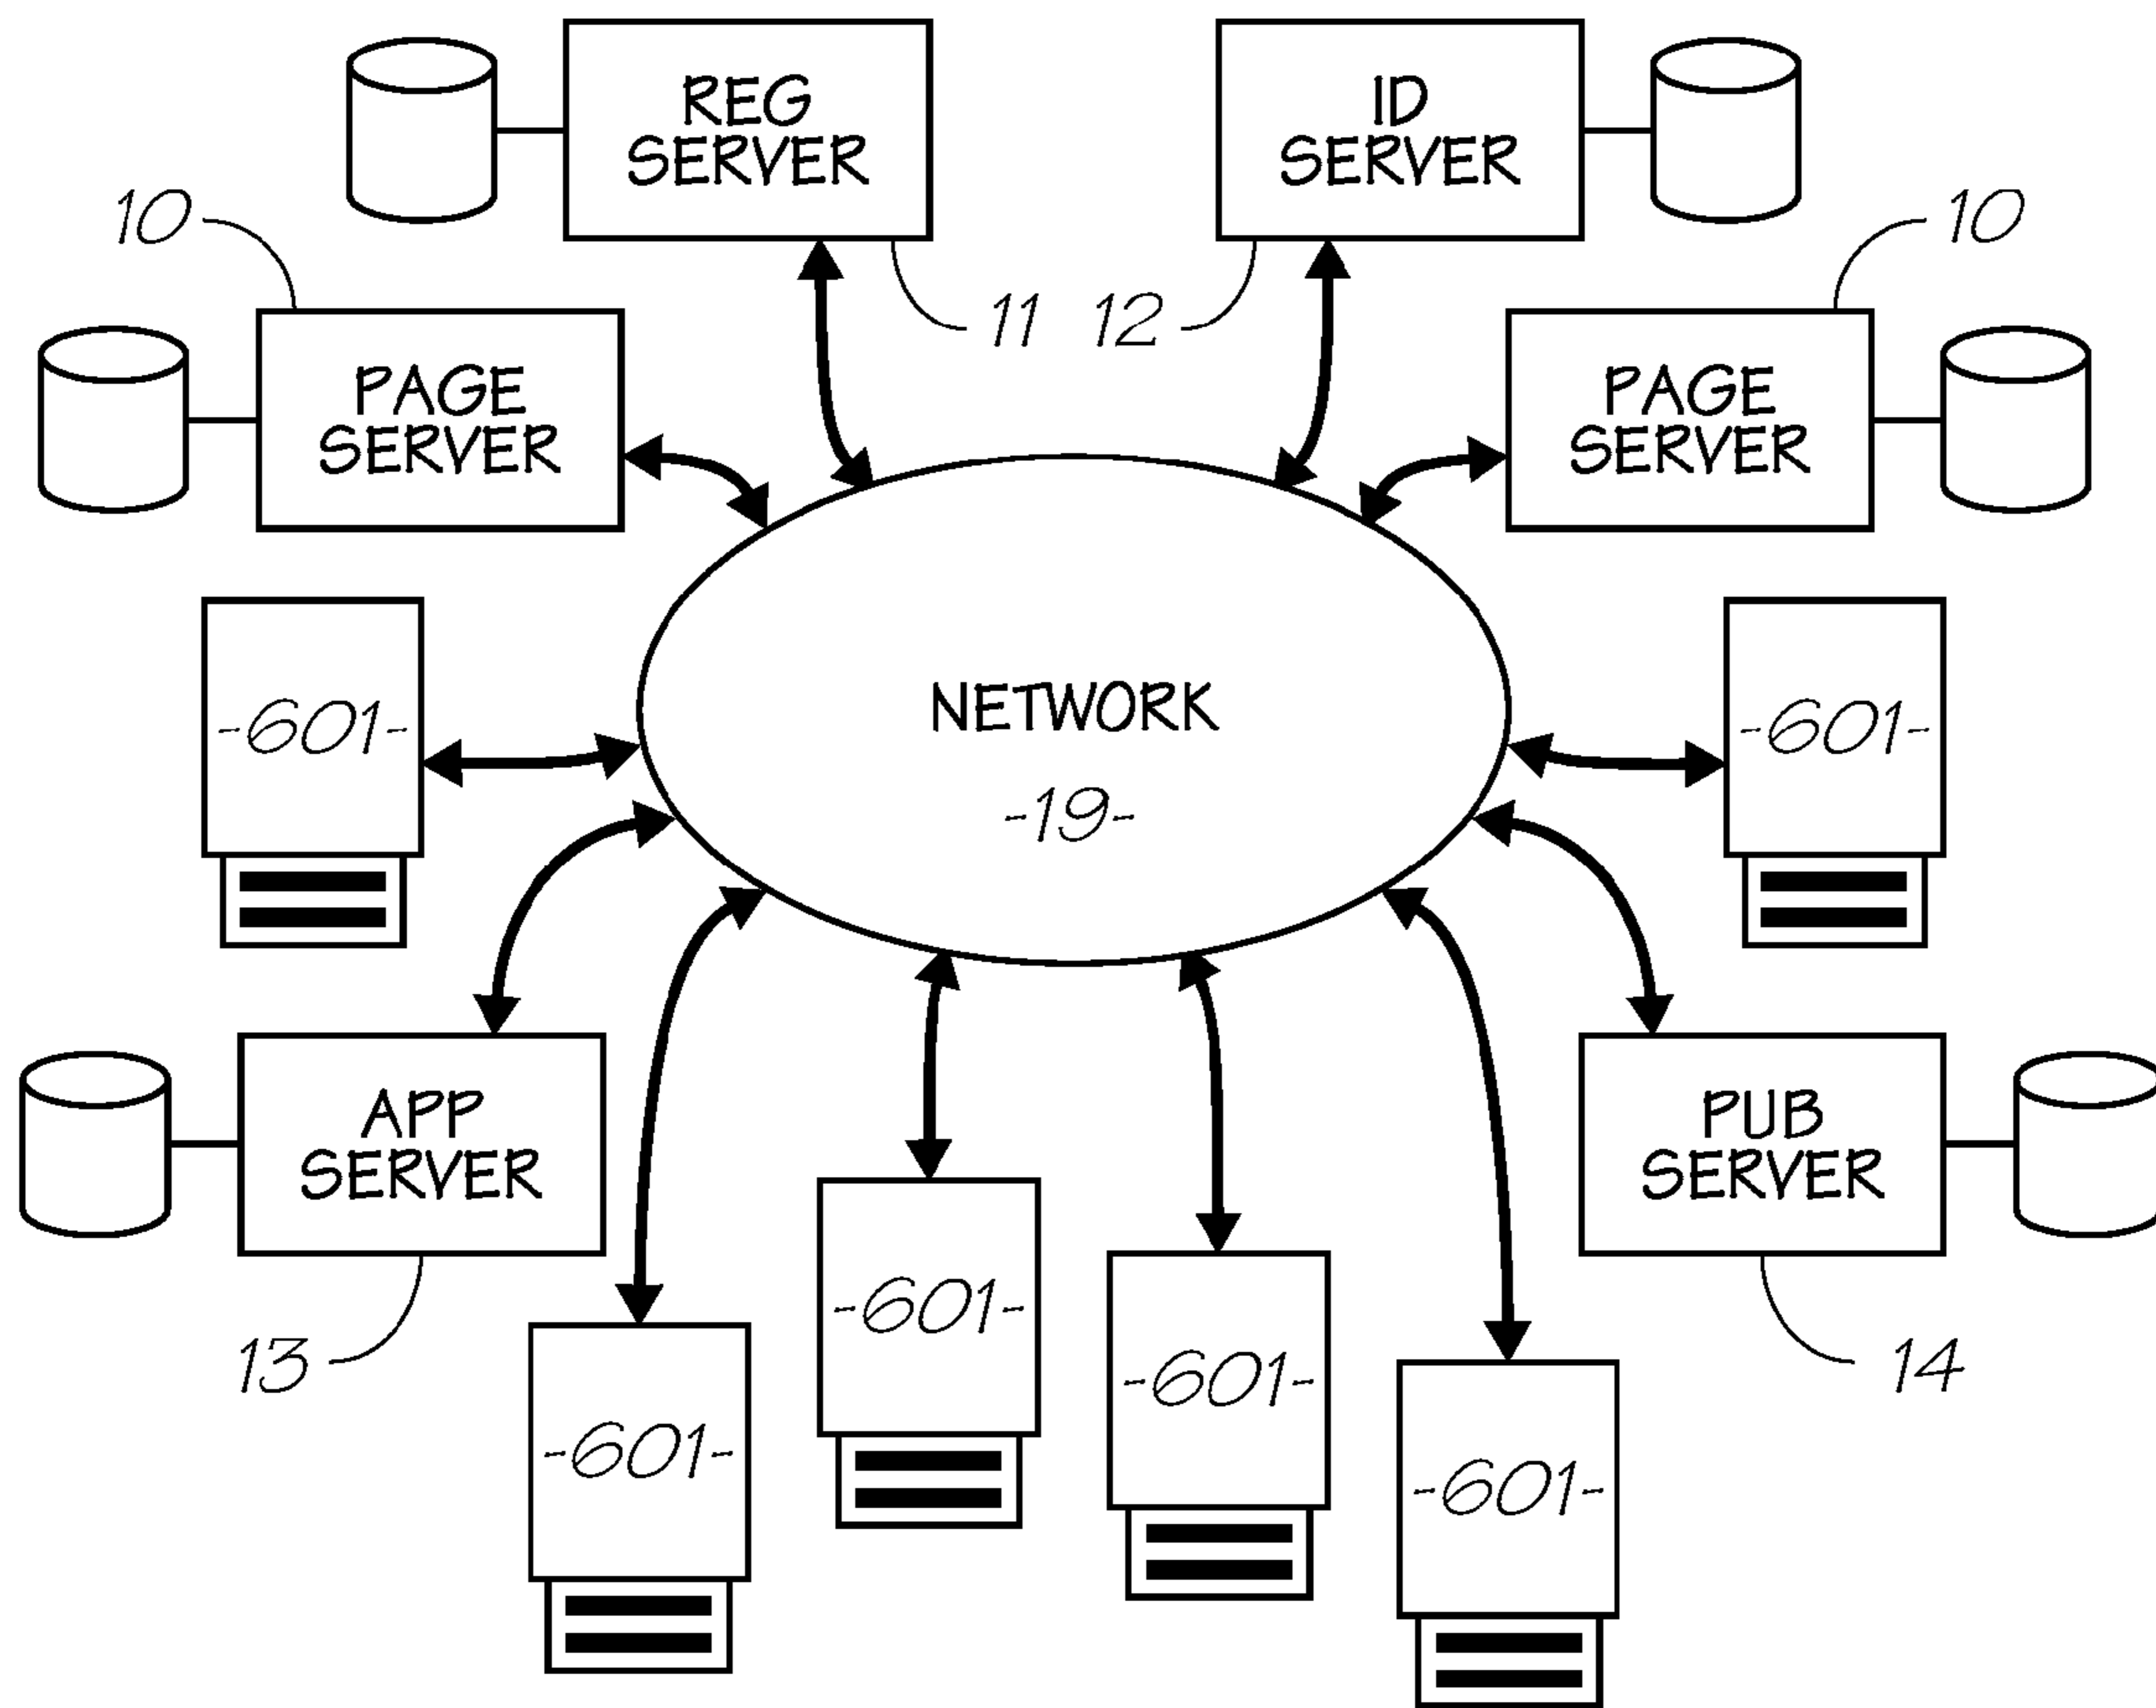 REG
SERVER
ID
SERVER
10
10
11
12
PAGE
SERVER
PAGE
SERVER
-601-
NETWORK
-19-
-601-
APP
SERVER
PUB
SERVER
13
-601-
-601-
-601-
-601-
14